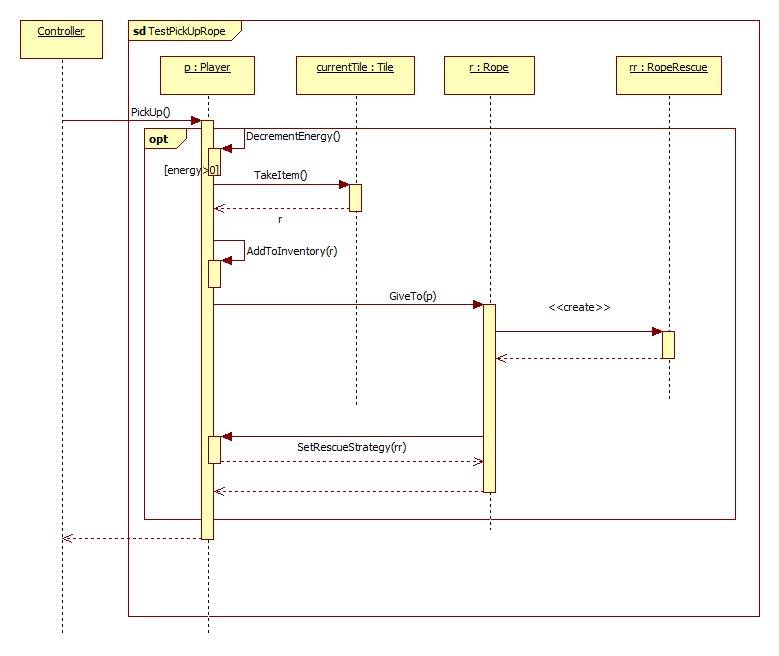 Controller
sd TestPickUpRope
p : Player
currentTile : Tile
r : Rope
rr : RopeRescue
PickUp()
opt
DecrementEnergy()
[energy>0]
TakeItem()
r
AddToInventory(r)
GiveTo(p)
<<create>>
SetRescueStrategy(rr)